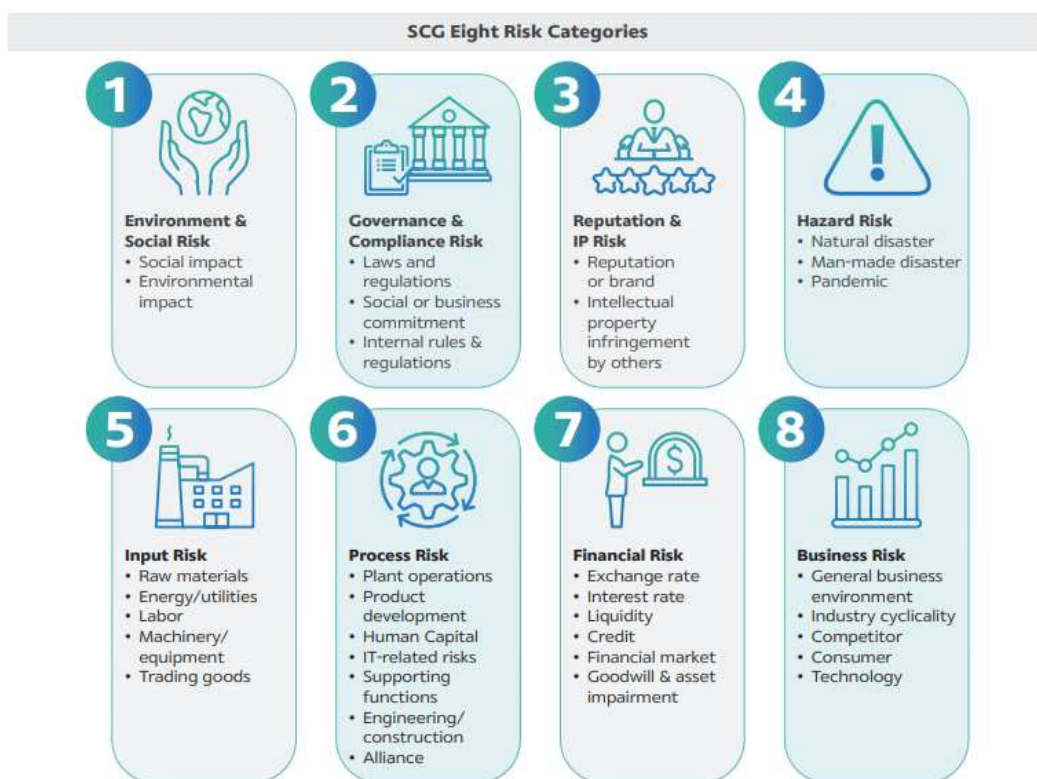 SCG Eight Risk Categories
1
Environment &
Social Risk
• Social impact
• Environmental
impact
2
Governance &
Compliance Risk
• Laws and
regulations
• Social or business
commitment
• Internal rules &
regulations
3
Reputation &
IP Risk
• Reputation
or brand
• Intellectual
property
infringement
by others
4
Hazard Risk
• Natural disaster
• Man-made disaster
• Pandemic
5
Input Risk
• Raw materials
• Energy/utilities
• Labor
• Machinery/
equipment
• Trading goods
6
Process Risk
• Plant operations
• Product
development
• Human Capital
• IT-related risks
• Supporting
functions
• Engineering/
construction
• Alliance
7
$
Financial Risk
• Exchange rate
• Interest rate
• Liquidity
• Credit
• Financial market
• Goodwill & asset
impairment
8
Business Risk
• General business
environment
• Industry cyclicality
• Competitor
• Consumer
• Technology